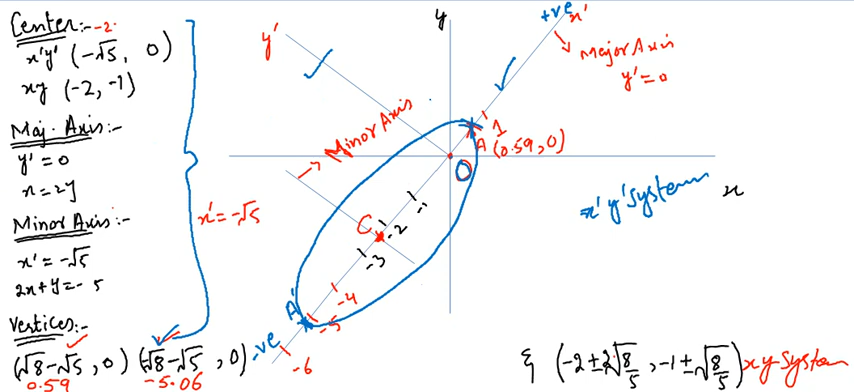 Center:- -2.
x'y' (-√5, 0)
xy (-2, -1)
Maj. Axis:-
y' = 0
x = 2y
Minor Axis:-
x' = -√5
2x+y=-5
Vertices:-
(√8-√5, 0) (√8-√5, 0)
0.59 -5.06
x'=-√5
y'
y
+ve x'
Major Axis
y'=0
→ Minor Axis
1
A (0.59, 0)
O
x
=x'y' system
-1
-2
C
-3
-4
-5
A'
-ve
-6
& (-2±2√8/5, -1±√8/5) xy-system